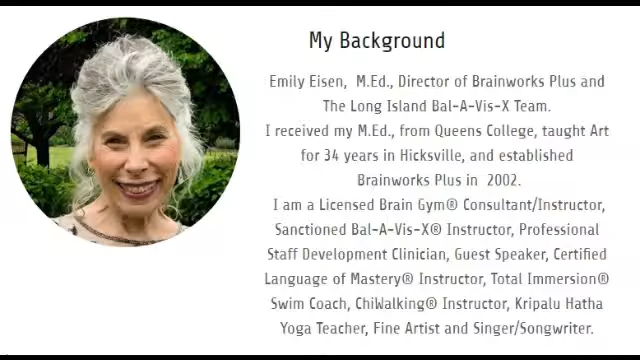 My Background
Emily Eisen, M.Ed., Director of Brainworks Plus and
The Long Island Bal-A-Vis-X Team.
I received my M.Ed., from Queens College, taught Art
for 34 years in Hicksville, and established
Brainworks Plus in 2002.
I am a Licensed Brain Gym® Consultant/Instructor,
Sanctioned Bal-A-Vis-X® Instructor, Professional
Staff Development Clinician, Guest Speaker, Certified
Language of Mastery® Instructor, Total Immersion®
Swim Coach, ChiWalking® Instructor, Kripalu Hatha
Yoga Teacher, Fine Artist and Singer/Songwriter.